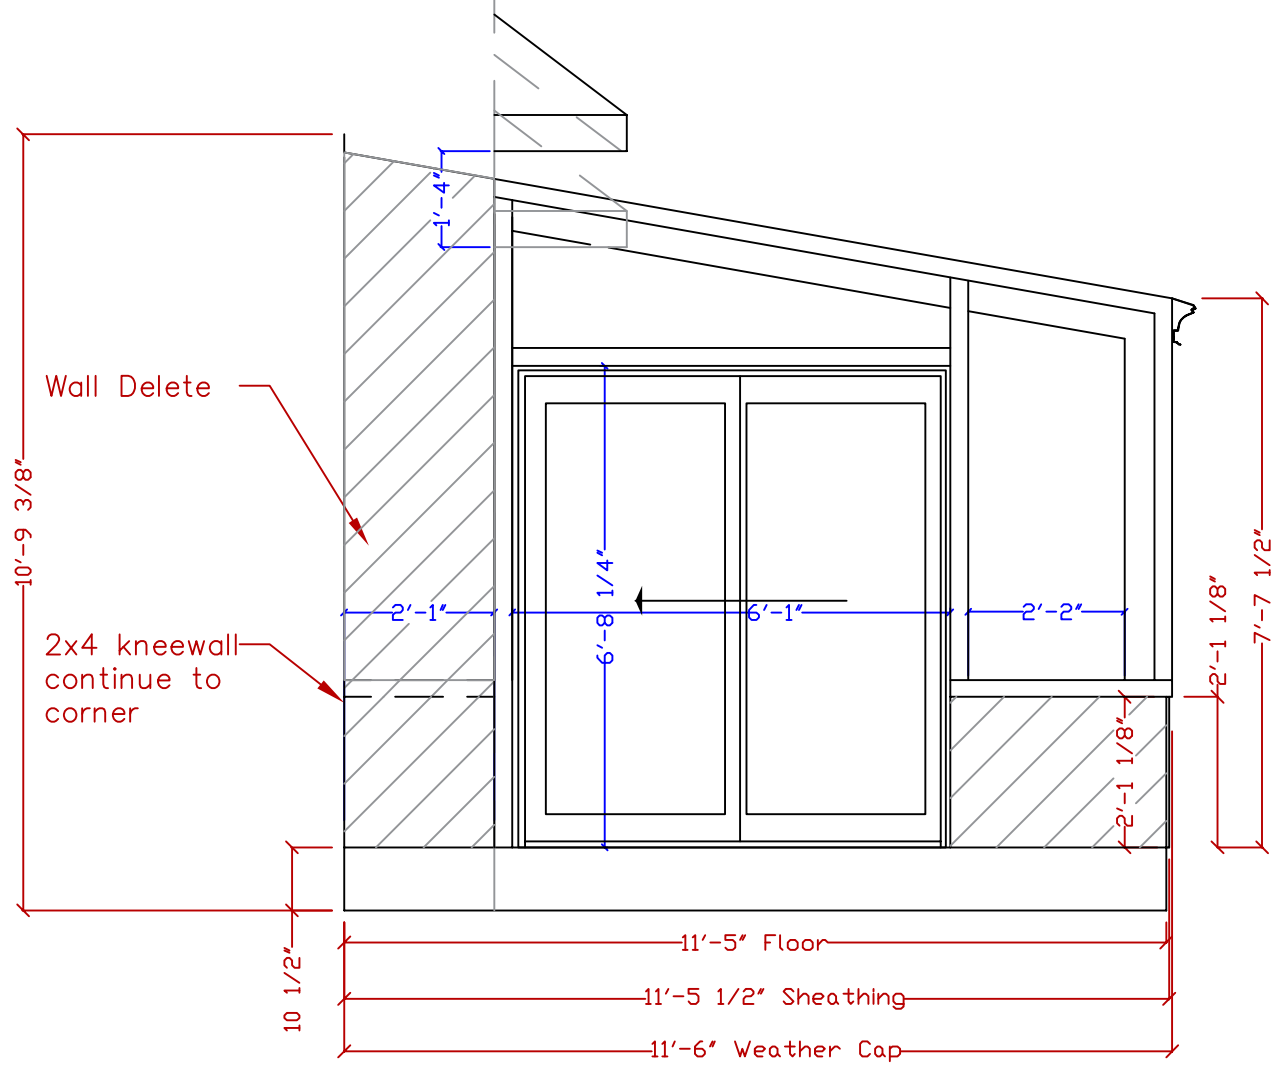 1'-4"
Wall Delete
10'-9 3/8"
6'-8 1/4"
2'-1"
6'-1"
2'-2"
2'-1 1/8"
7'-7 1/2"
2x4 kneewall
continue to
corner
2'-1 1/8"
10 1/2"
11'-5" Floor
11'-5 1/2" Sheathing
11'-6" Weather Cap